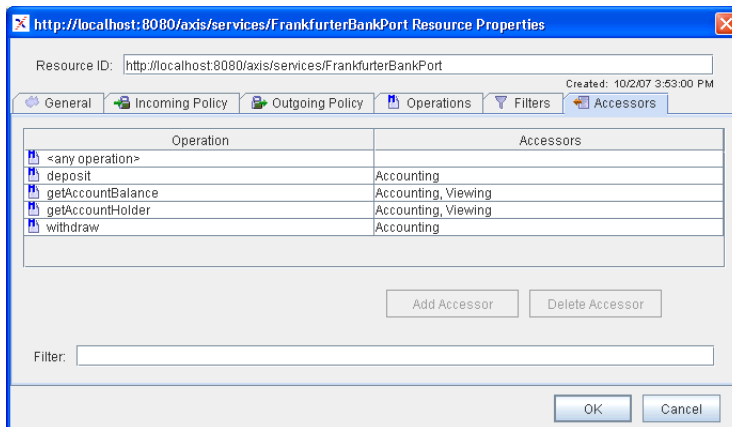 http://localhost:8080/axis/services/FrankfurterBankPort Resource Properties
Resource ID: http://localhost:8080/axis/services/FrankfurterBankPort
Created: 10/2/07 3:53:00 PM
General Incoming Policy Outgoing Policy Operations Filters Accessors
Operation Accessors
<any operation>
deposit Accounting
getAccountBalance Accounting, Viewing
getAccountHolder Accounting, Viewing
withdraw Accounting
Add Accessor Delete Accessor
Filter:
OK Cancel